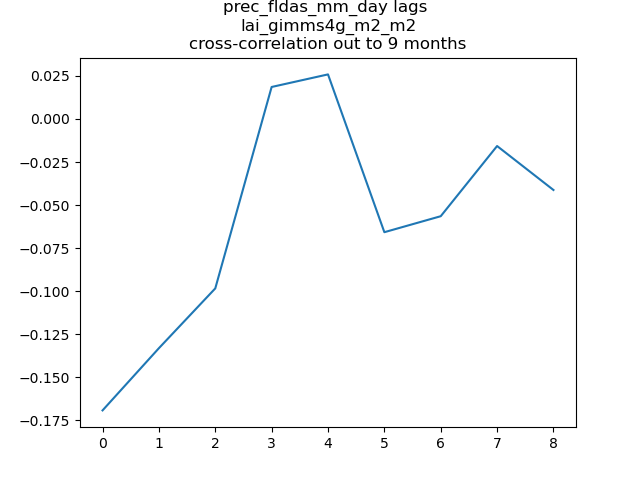 prec_fldas_mm_day lags
lai_gimms4g_m2_m2
cross-correlation out to 9 months
0.025
0.000
−0.025
−0.050
−0.075
−0.100
−0.125
−0.150
−0.175
0 1 2 3 4 5 6 7 8